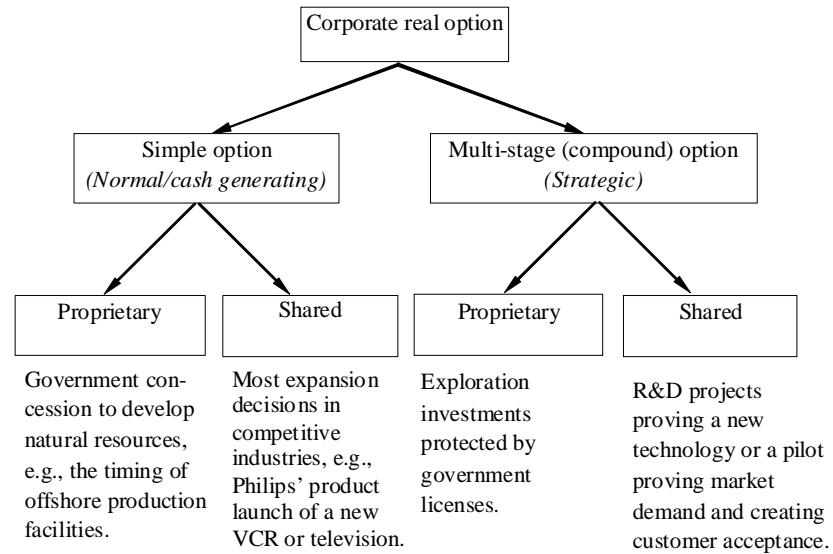 Corporate real option
Simple option
(Normal/cash generating)
Multi-stage (compound) option
(Strategic)
Proprietary
Shared
Proprietary
Shared
Government con-
cession to develop
natural resources,
e.g., the timing of
offshore production
facilities.
Most expansion
decisions in
competitive
industries, e.g.,
Philips’ product
launch of a new
VCR or television.
Exploration
investments
protected by
government
licenses.
R&D projects
proving a new
technology or a pilot
proving market
demand and creating
customer acceptance.